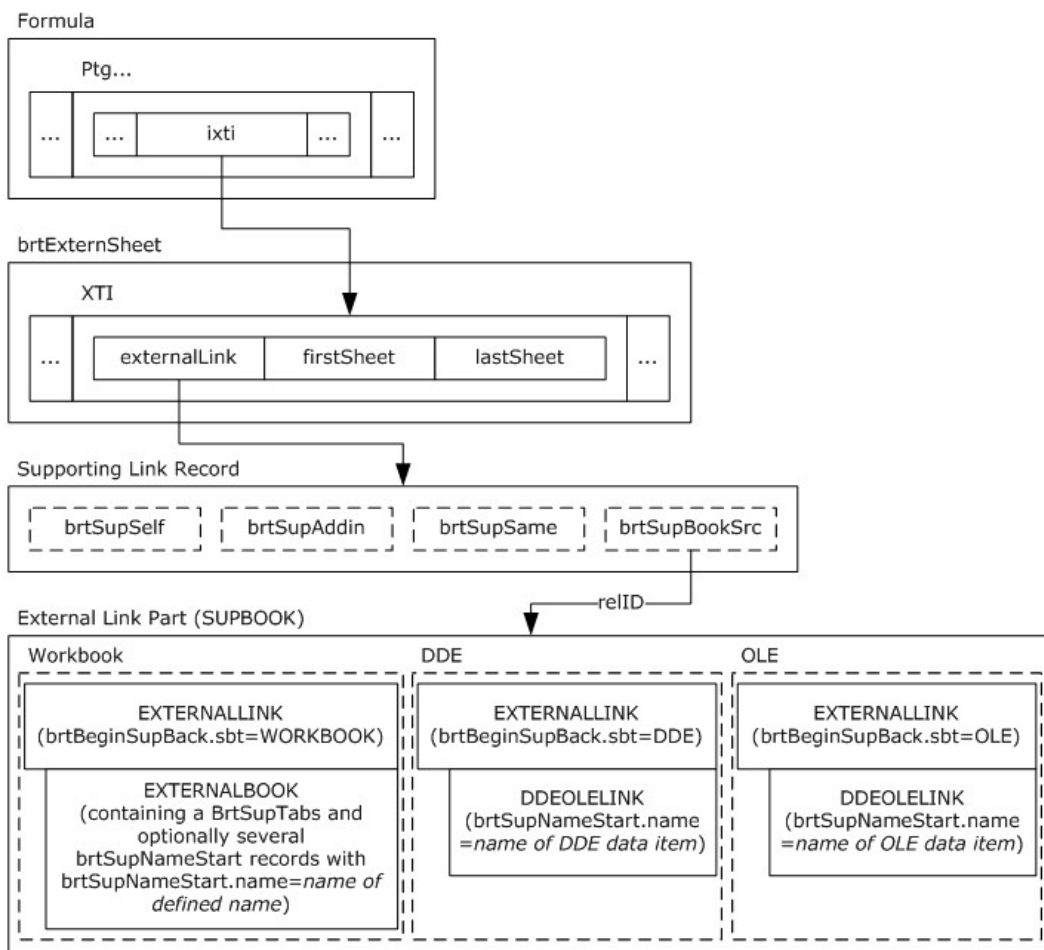 Formula
Ptg...
...
...
ixti
...
...
brtExternSheet
XTI
...
externalLink
firstSheet
lastSheet
...
Supporting Link Record
brtSupSelf
brtSupAddin
brtSupSame
brtSupBookSrc
relID
External Link Part (SUPBOOK)
Workbook
EXTERNALLINK
(brtBeginSupBack.sbt=WORKBOOK)
EXTERNALBOOK
(containing a BrtSupTabs and
optionally several
brtSupNameStart records with
brtSupNameStart.name=name of
defined name)
DDE
EXTERNALLINK
(brtBeginSupBack.sbt=DDE)
DDEOLELINK
(brtSupNameStart.name
=name of DDE data item)
OLE
EXTERNALLINK
(brtBeginSupBack.sbt=OLE)
DDEOLELINK
(brtSupNameStart.name
=name of OLE data item)